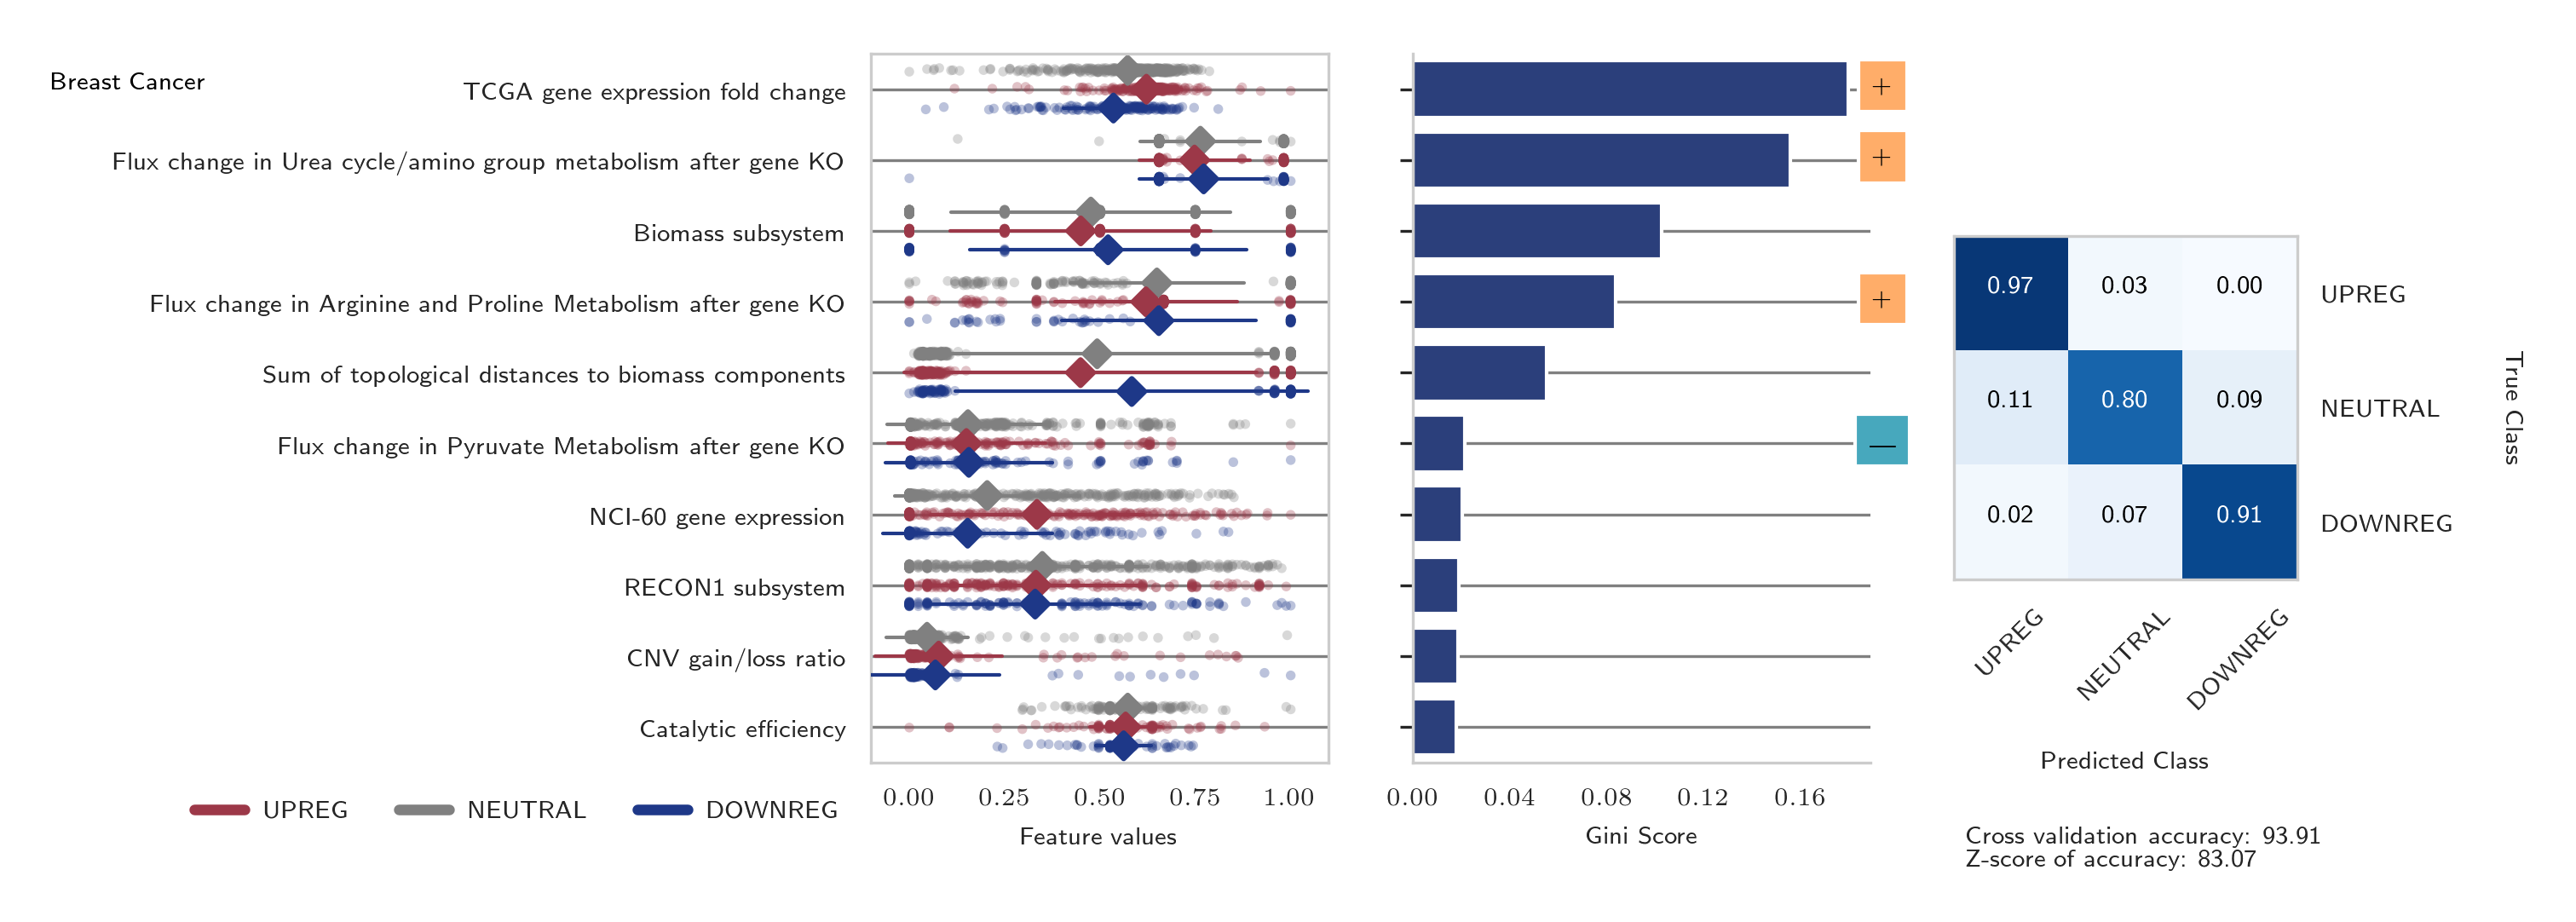 Breast Cancer
TCGA gene expression fold change
Flux change in Urea cycle/amino group metabolism after gene KO
Biomass subsystem
Flux change in Arginine and Proline Metabolism after gene KO
Sum of topological distances to biomass components
Flux change in Pyruvate Metabolism after gene KO
NCI-60 gene expression
RECON1 subsystem
CNV gain/loss ratio
Catalytic efficiency
UPREG NEUTRAL DOWNREG
0.00 0.25 0.50 0.75 1.00
Feature values
+
+
+
—
0.00 0.04 0.08 0.12 0.16
Gini Score
0.97 0.03 0.00 UPREG
0.11 0.80 0.09 NEUTRAL
0.02 0.07 0.91 DOWNREG
True Class
UPREG NEUTRAL DOWNREG
Predicted Class
Cross validation accuracy: 93.91
Z-score of accuracy: 83.07